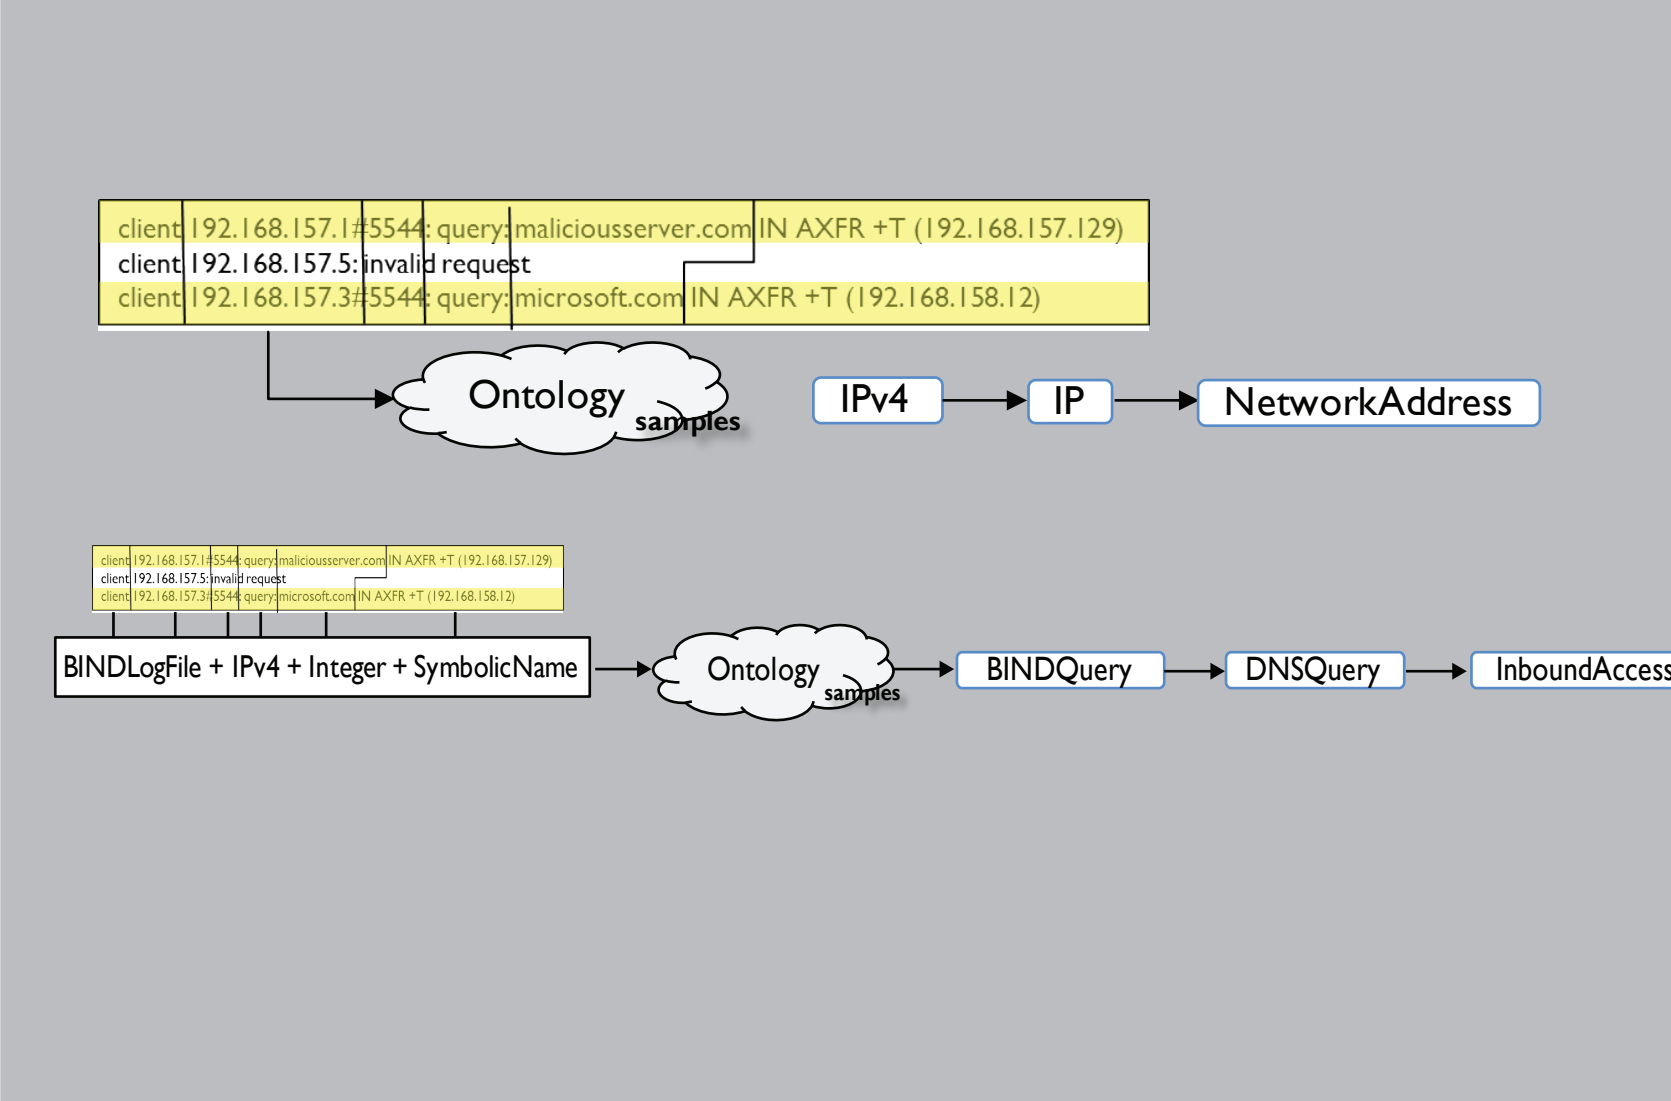 client 192.168.157.1#5544: query: maliciousserver.com IN AXFR +T (192.168.157.129)
client 192.168.157.5: invalid request
client 192.168.157.3#5544: query: microsoft.com IN AXFR +T (192.168.158.12)
Ontology
samples
IPv4
IP
NetworkAddress
client 192.168.157.1#5544: query: maliciousserver.com IN AXFR +T (192.168.157.129)
client 192.168.157.5: invalid request
client 192.168.157.3#5544: query: microsoft.com IN AXFR +T (192.168.158.12)
BINDLogFile + IPv4 + Integer + SymbolicName
Ontology
samples
BINDQuery
DNSQuery
InboundAccess